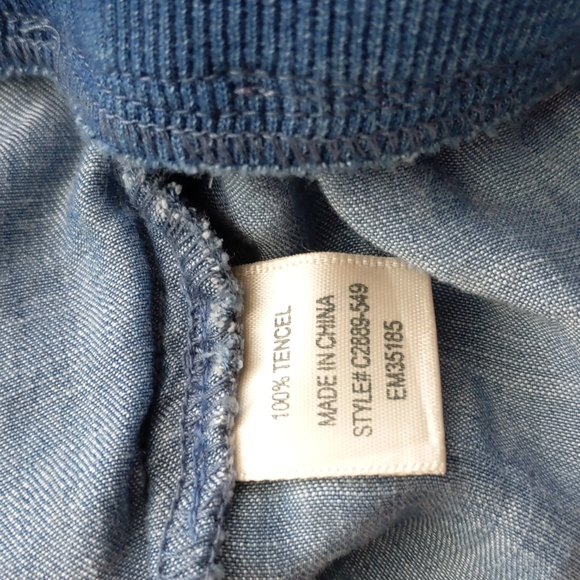 100% TENCEL
MADE IN CHINA
STYLE# C2889-549
EM35185